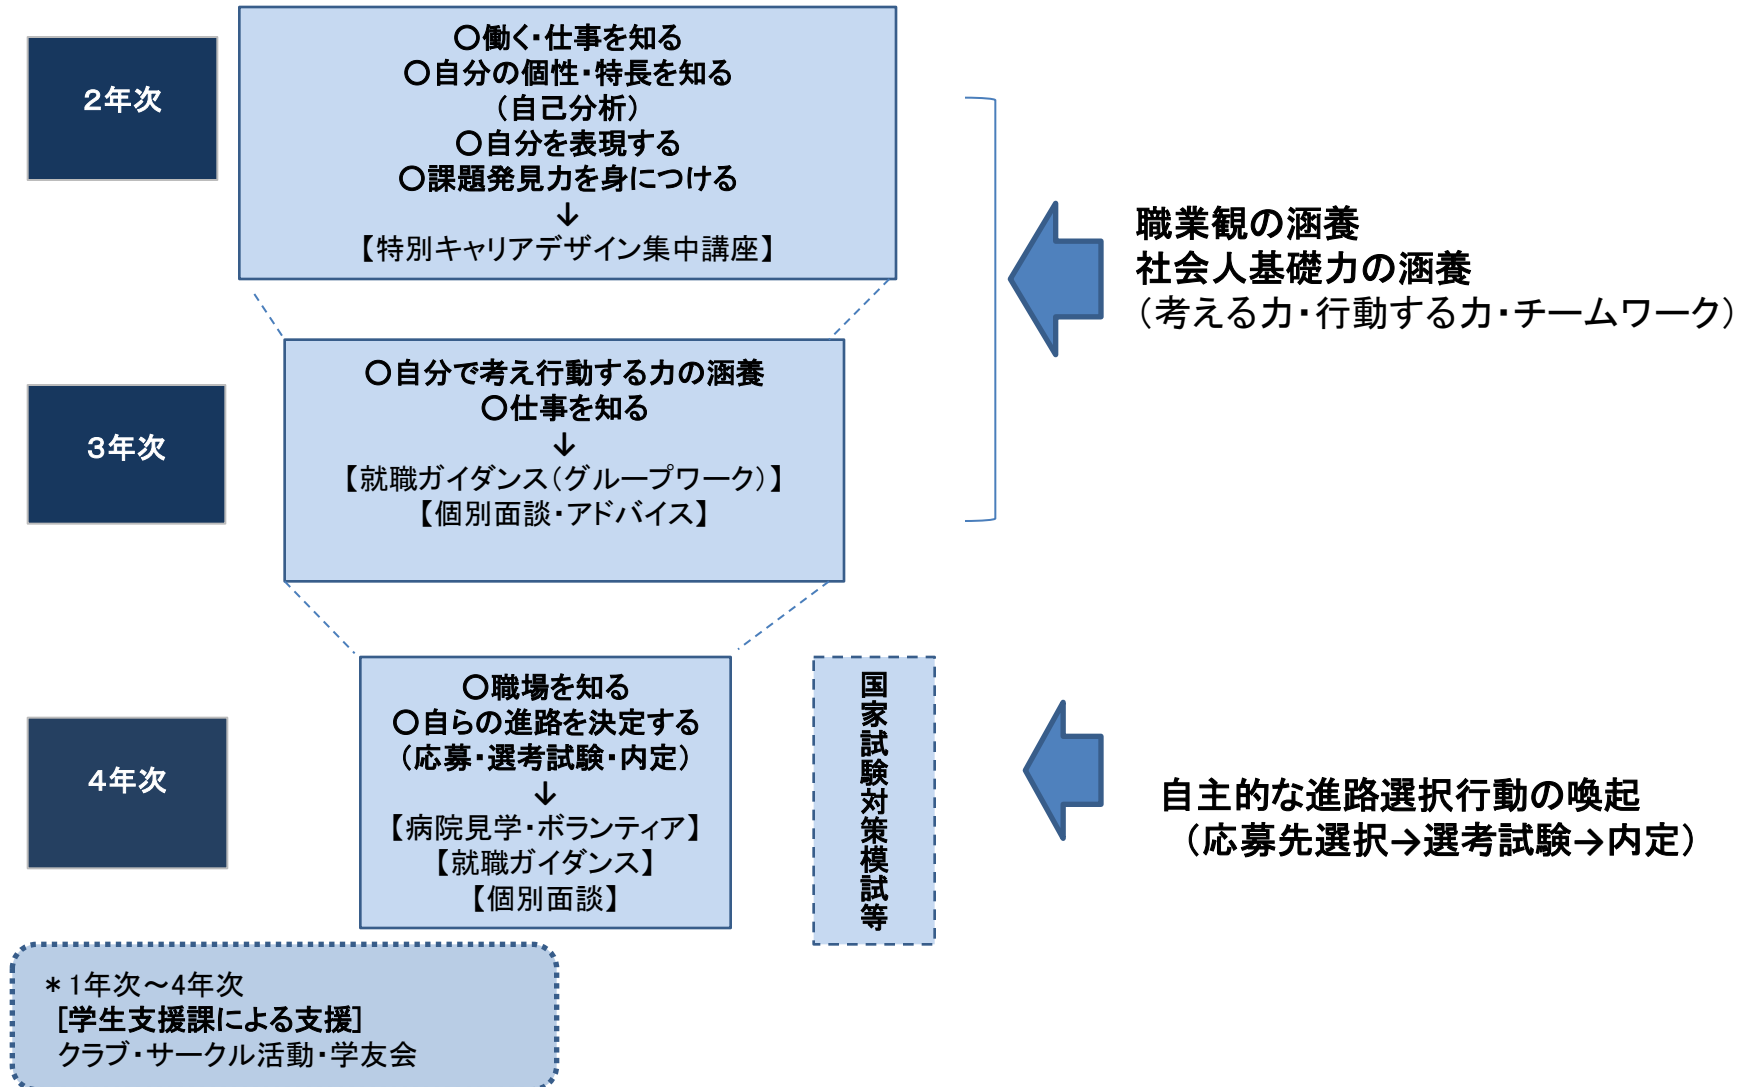 ２年次
○働く・仕事を知る
○自分の個性・特長を知る
（自己分析）
○自分を表現する
○課題発見力を身につける
↓
【特別キャリアデザイン集中講座】
職業観の涵養
社会人基礎力の涵養
（考える力・行動する力・チームワーク）
３年次
○自分で考え行動する力の涵養
○仕事を知る
↓
【就職ガイダンス（グループワーク）】
【個別面談・アドバイス】
４年次
○職場を知る
○自らの進路を決定する
（応募・選考試験・内定）
↓
【病院見学・ボランティア】
【就職ガイダンス】
【個別面談】
国家試験対策模試等
自主的な進路選択行動の喚起
（応募先選択→選考試験→内定）
＊1年次～4年次
［学生支援課による支援］
クラブ・サークル活動・学友会